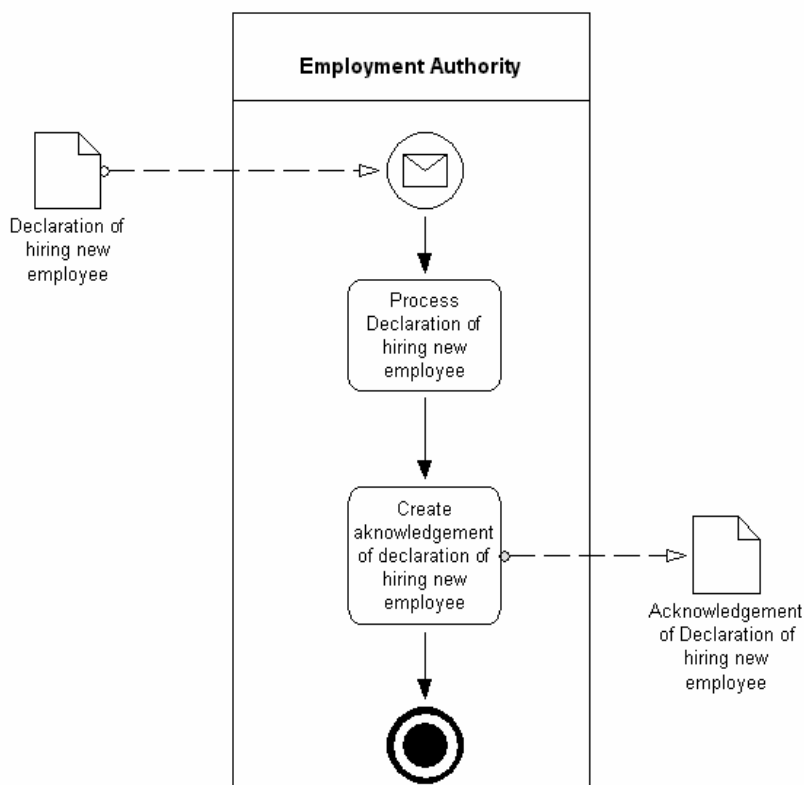 Employment Authority
Declaration of
hiring new
employee
Process
Declaration of
hiring new
employee
Create
aknowledgement
of declaration of
hiring new
employee
Acknowledgement
of Declaration of
hiring new
employee